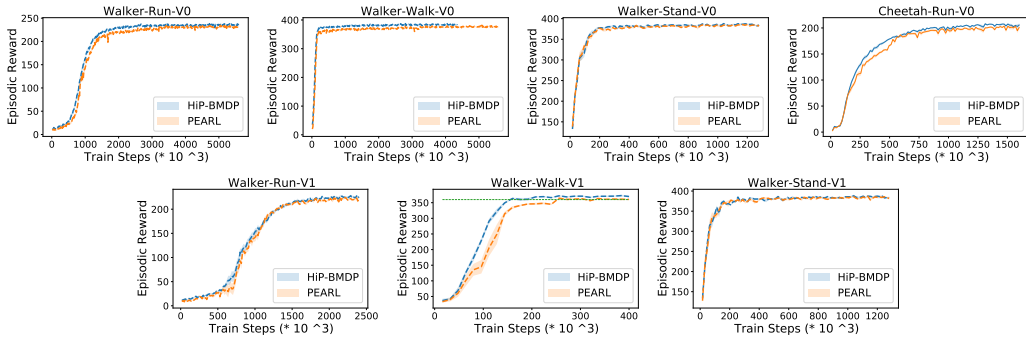 Walker-Run-V0
Episodic Reward
250
200
150
100
50
0
0 1000 2000 3000 4000 5000
Train Steps (* 10 ^3)
HiP-BMDP
PEARL
Walker-Walk-V0
Episodic Reward
400
300
200
100
0
0 1000 2000 3000 4000 5000
Train Steps (* 10 ^3)
HiP-BMDP
PEARL
Walker-Stand-V0
Episodic Reward
400
350
300
250
200
150
0 200 400 600 800 1000 1200
Train Steps (* 10 ^3)
HiP-BMDP
PEARL
Cheetah-Run-V0
Episodic Reward
200
150
100
50
0
0 250 500 750 1000 1250 1500
Train Steps (* 10 ^3)
HiP-BMDP
PEARL
Walker-Run-V1
Episodic Reward
200
150
100
50
0
0 500 1000 1500 2000 2500
Train Steps (* 10 ^3)
HiP-BMDP
PEARL
Walker-Walk-V1
Episodic Reward
350
300
250
200
150
100
50
0 100 200 300 400
Train Steps (* 10 ^3)
HiP-BMDP
PEARL
Walker-Stand-V1
Episodic Reward
400
350
300
250
200
150
0 200 400 600 800 1000 1200
Train Steps (* 10 ^3)
HiP-BMDP
PEARL